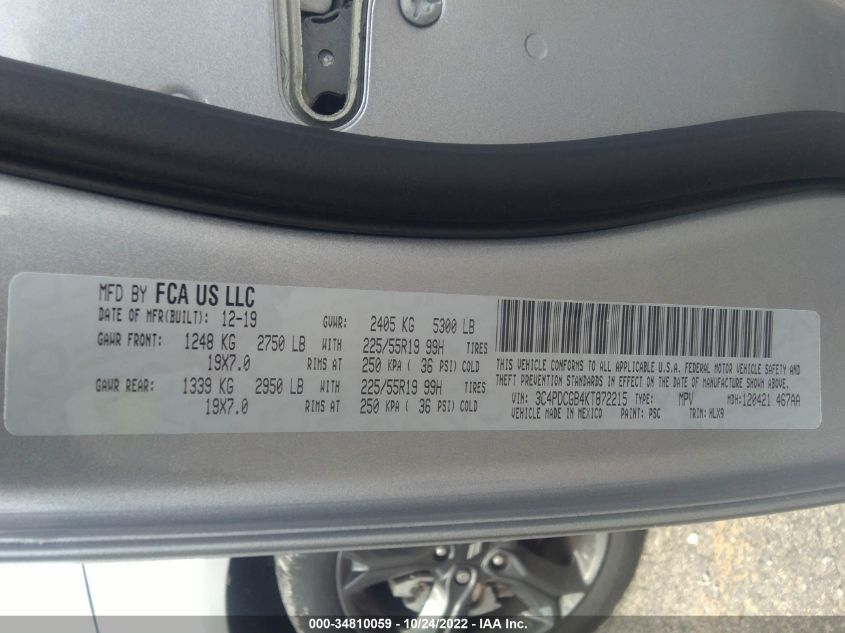 MFD BY FCA US LLC
DATE OF MFR(BUILT): 12-19 GVWR: 2405 KG 5300 LB
GAWR FRONT: 1248 KG 2750 LB WITH 225/55R19 99H TIRES
19X7.0 RIMS AT 250 KPA ( 36 PSI) COLD
GAWR REAR: 1339 KG 2950 LB WITH 225/55R19 99H TIRES
19X7.0 RIMS AT 250 KPA ( 36 PSI) COLD
THIS VEHICLE CONFORMS TO ALL APPLICABLE U.S.A. FEDERAL MOTOR VEHICLE SAFETY AND
THEFT PREVENTION STANDARDS IN EFFECT ON THE DATE OF MANUFACTURE SHOWN ABOVE.
VIN: 3C4PDCGB4KT872215 TYPE: MPV MDH: 120421 467AA
VEHICLE MADE IN MEXICO PAINT: PSC TRIM: HLX9
000-34810059 - 10/24/2022 - IAA Inc.